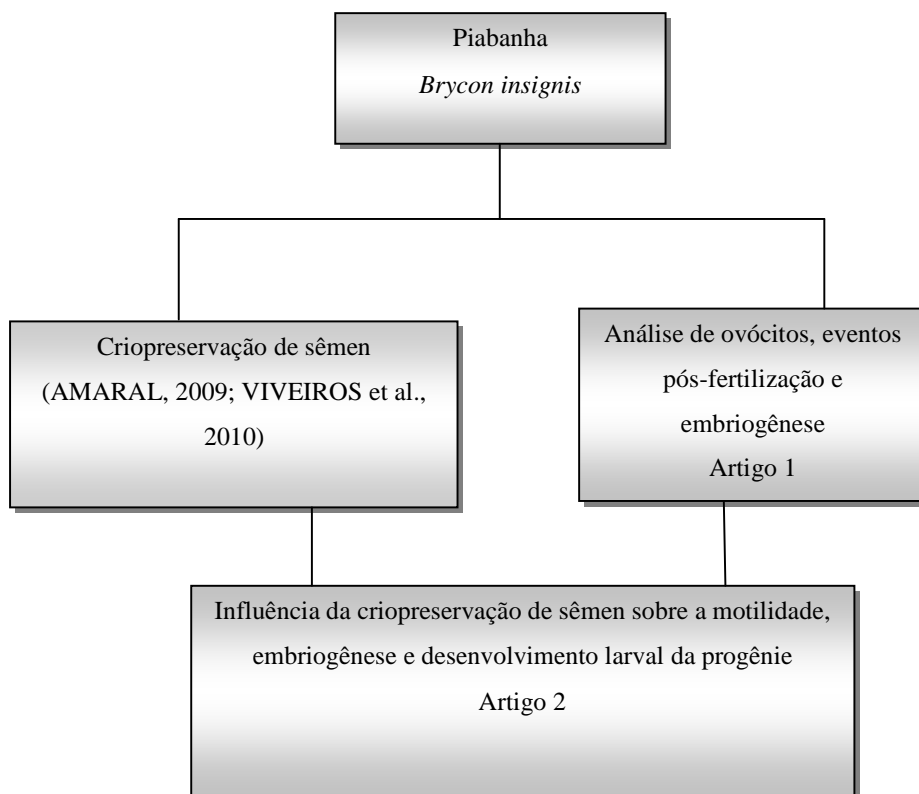 Piabanha
Brycon insignis
Criopreservação de sêmen
(AMARAL, 2009; VIVEIROS et al.,
2010)
Análise de ovócitos, eventos
pós-fertilização e
embriogênese
Artigo 1
Influência da criopreservação de sêmen sobre a motilidade,
embriogênese e desenvolvimento larval da progênie
Artigo 2